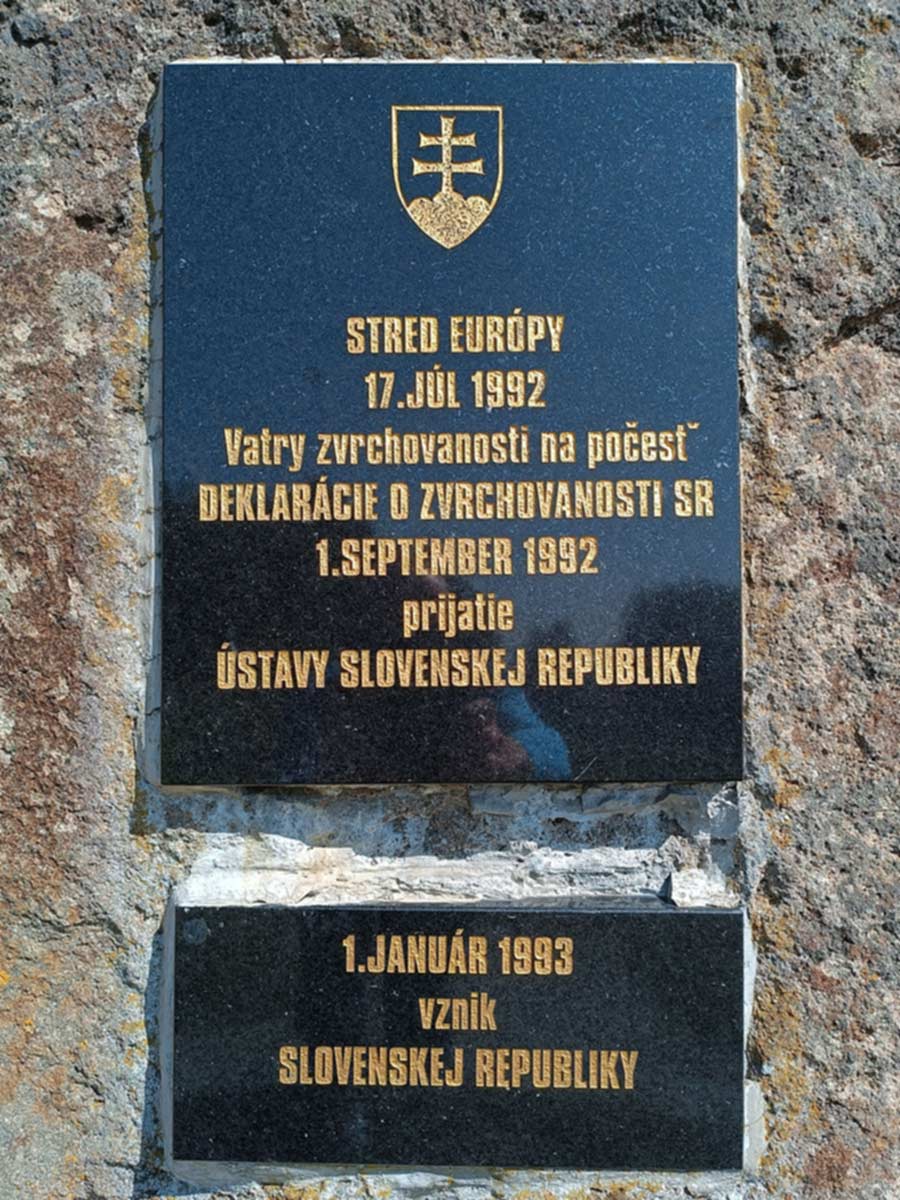 STRED EURÓPY
17.JÚL 1992
Vatry zvrchovanosti na počesť
DEKLARÁCIE O ZVRCHOVANOSTI SR
1.SEPTEMBER 1992
prijatie
ÚSTAVY SLOVENSKEJ REPUBLIKY
1.JANUÁR 1993
vznik
SLOVENSKEJ REPUBLIKY